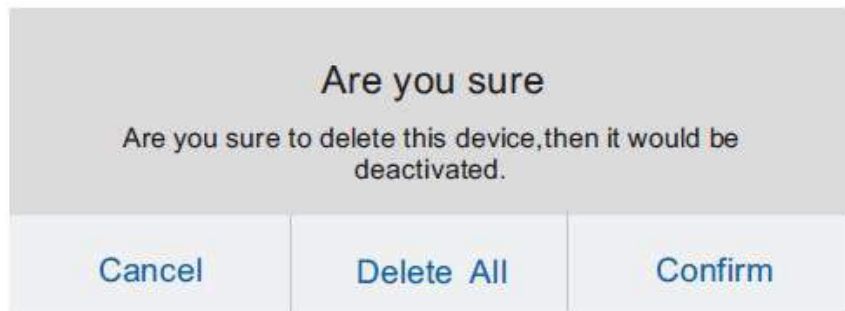 Are you sure
Are you sure to delete this device,then it would be
deactivated.
Cancel
Delete All
Confirm